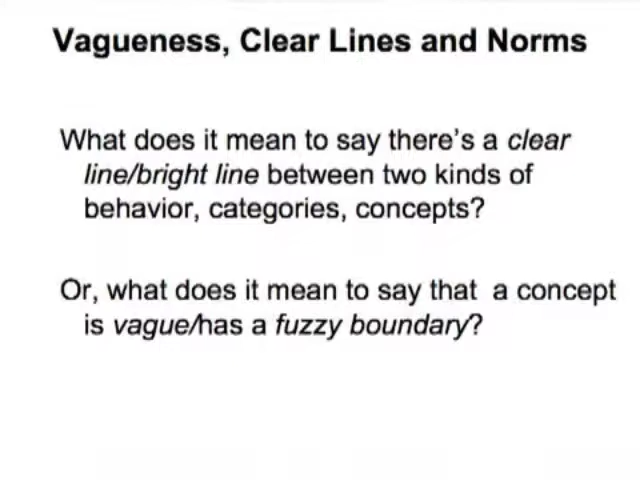 Vagueness, Clear Lines and Norms
What does it mean to say there's a clear
line/bright line between two kinds of
behavior, categories, concepts?
Or, what does it mean to say that a concept
is vague/has a fuzzy boundary?